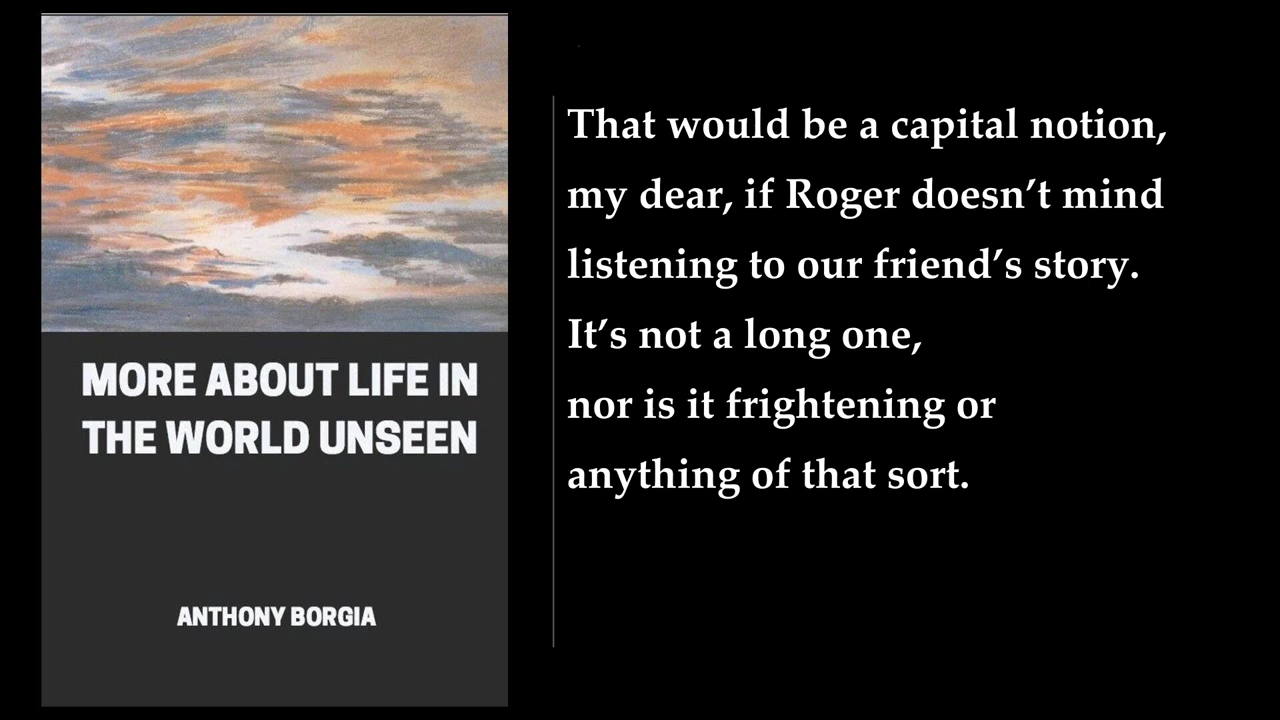 MORE ABOUT LIFE IN
THE WORLD UNSEEN
ANTHONY BORGIA
That would be a capital notion,
my dear, if Roger doesn’t mind
listening to our friend’s story.
It’s not a long one,
nor is it frightening or
anything of that sort.